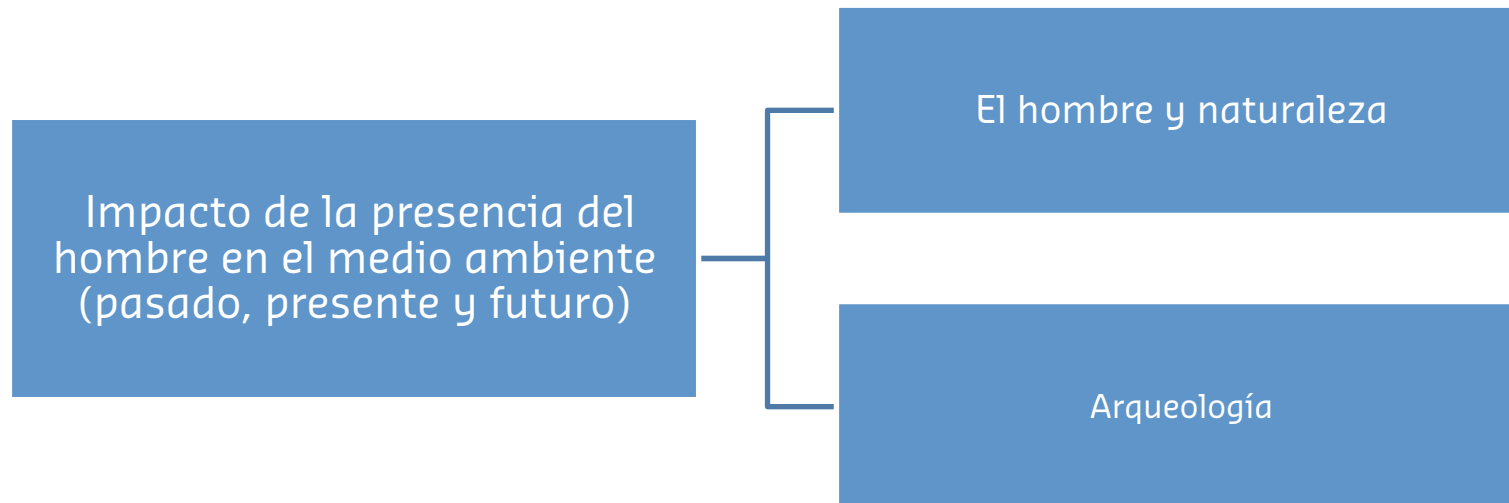 Impacto de la presencia del
hombre en el medio ambiente
(pasado, presente y futuro)
El hombre y naturaleza
Arqueología